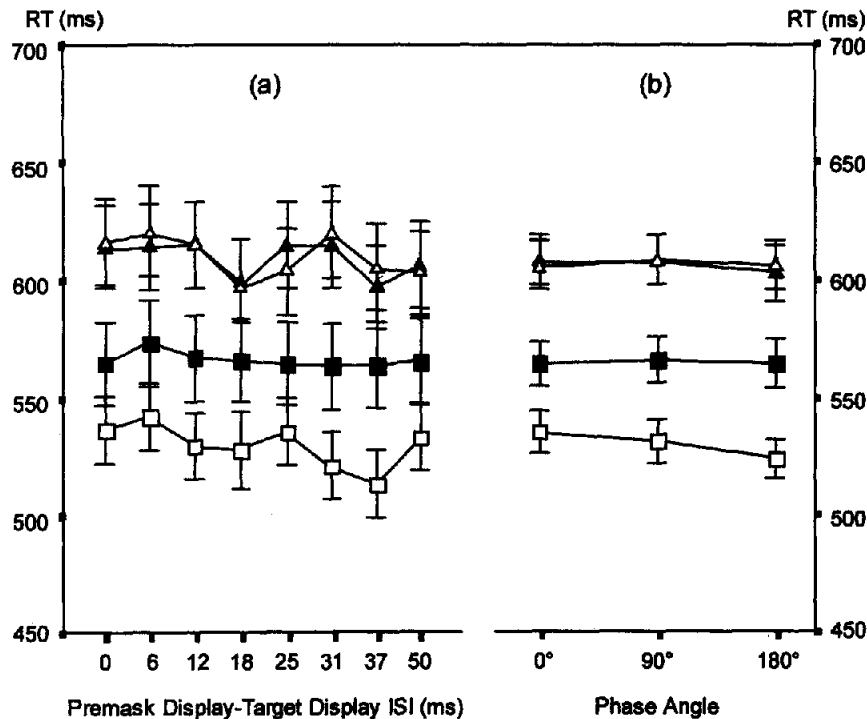 RT (ms)
RT (ms)
700
700
(a)
(b)
650
650
600
600
550
550
500
500
450
450
0 6 12 18 25 31 37 50
0° 90° 180°
Premask Display-Target Display ISI (ms)
Phase Angle